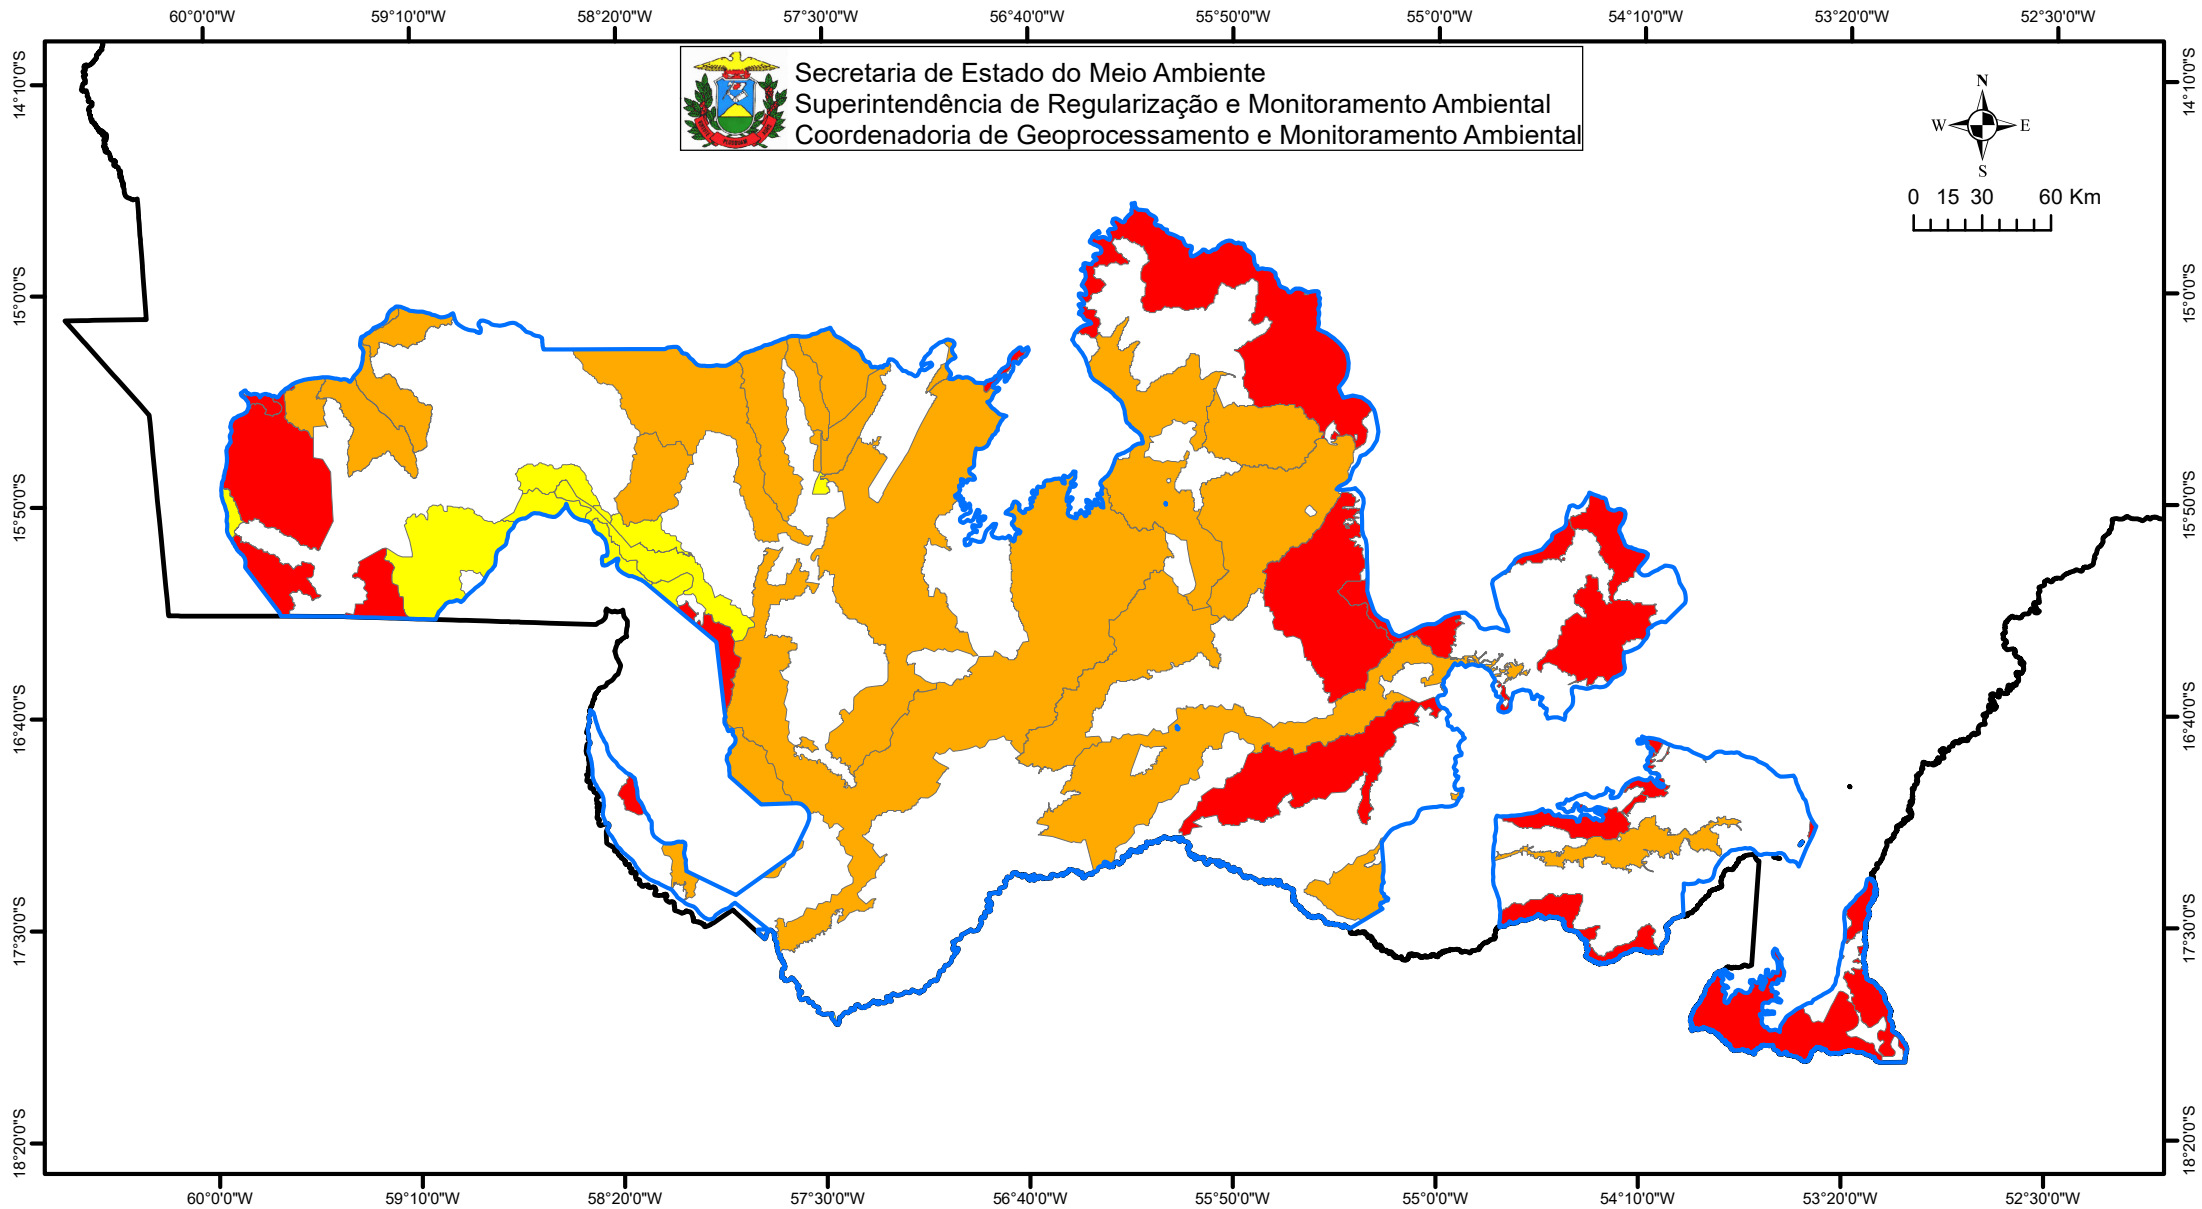 60°0'0"W 59°10'0"W 58°20'0"W 57°30'0"W 56°40'0"W 55°50'0"W 55°0'0"W 54°10'0"W 53°20'0"W 52°30'0"W
Secretaria de Estado do Meio Ambiente
Superintendência de Regularização e Monitoramento Ambiental
Coordenadoria de Geoprocessamento e Monitoramento Ambiental
N
W E
S
0 15 30 60 Km
14°10'0"S 14°10'0"S
15°0'0"S 15°0'0"S
15°50'0"S 15°50'0"S
16°40'0"S 16°40'0"S
17°30'0"S 17°30'0"S
18°20'0"S 18°20'0"S
60°0'0"W 59°10'0"W 58°20'0"W 57°30'0"W 56°40'0"W 55°50'0"W 55°0'0"W 54°10'0"W 53°20'0"W 52°30'0"W